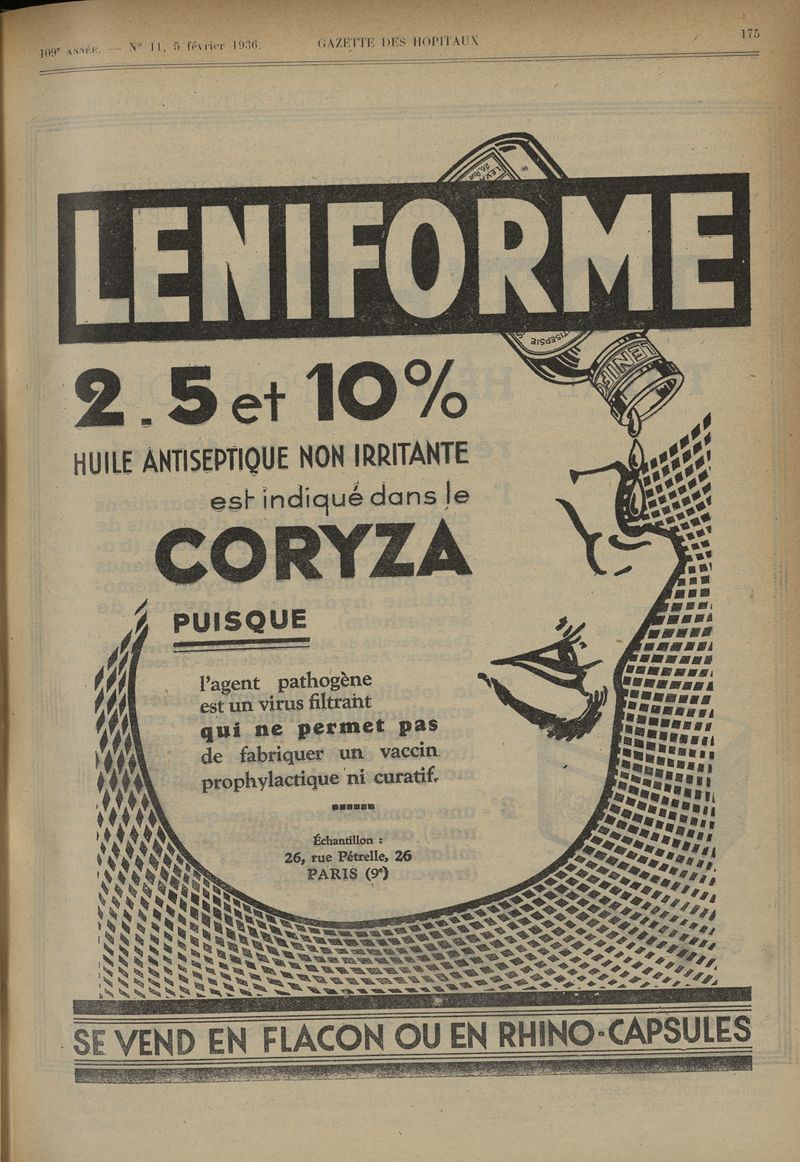 109e ANNÉE. — No 11, 5 février 1936. GAZETTE DES HOPITAUX 175
LENIFORME
ANTISEPSIE
LENIF
2.5 et 10%
HUILE ANTISEPTIQUE NON IRRITANTE
est indiqué dans le
CORYZA
PUISQUE
l'agent pathogène
est un virus filtrant
qui ne permet pas
de fabriquer un vaccin
prophylactique ni curatif.
Échantillon :
26, rue Pétrelle, 26
PARIS (9e)
SE VEND EN FLACON OU EN RHINO-CAPSULES